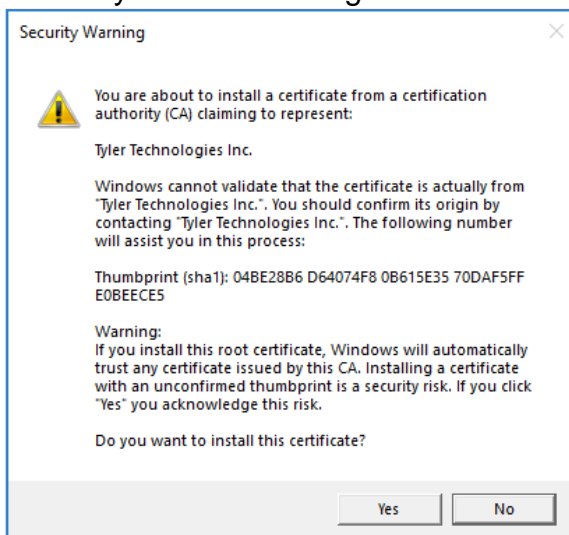 Security Warning
You are about to install a certificate from a certification
authority (CA) claiming to represent:
Tyler Technologies Inc.
Windows cannot validate that the certificate is actually from
"Tyler Technologies Inc.". You should confirm its origin by
contacting "Tyler Technologies Inc.". The following number
will assist you in this process:
Thumbprint (sha1): 04BE28B6 D64074F8 0B615E35 70DAF5FF
E0BEECE5
Warning:
If you install this root certificate, Windows will automatically
trust any certificate issued by this CA. Installing a certificate
with an unconfirmed thumbprint is a security risk. If you click
"Yes" you acknowledge this risk.
Do you want to install this certificate?
Yes
No